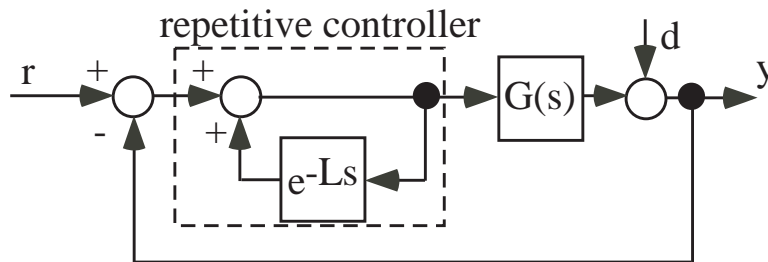 repetitive controller
d
r
+
+
y
G(s)
-
+
e-Ls